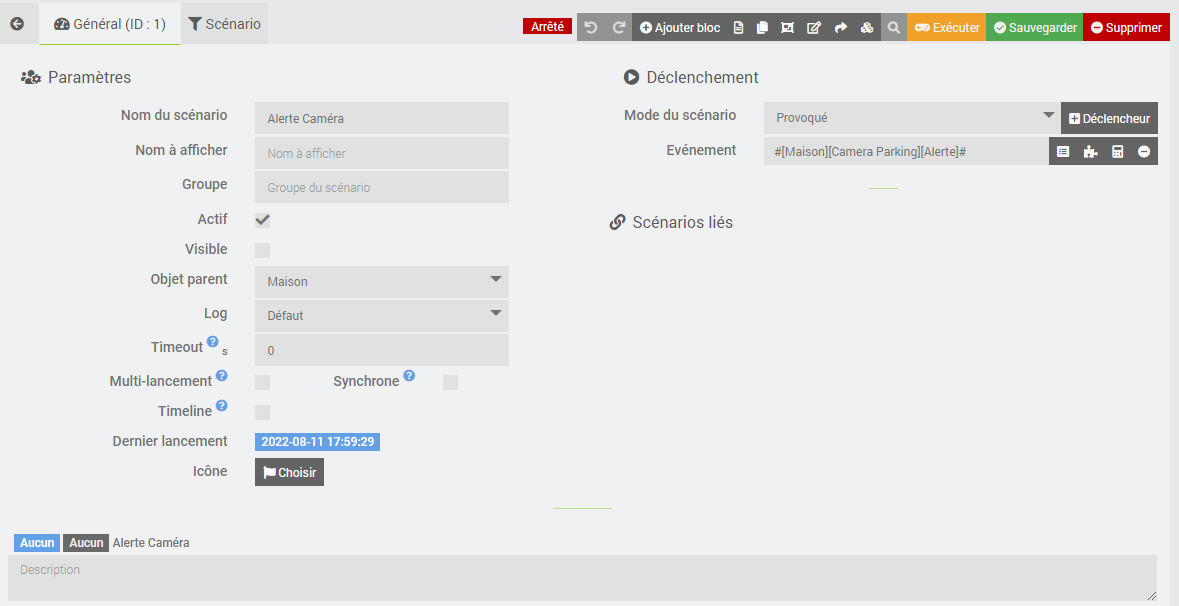 Général (ID : 1) Scénario Arrêté Ajouter bloc Exécuter Sauvegarder Supprimer
Paramètres
Nom du scénario Alerte Caméra
Nom à afficher Nom à afficher
Groupe Groupe du scénario
Actif
Visible
Objet parent Maison
Log Défaut
Timeout ? s 0
Multi-lancement ? Synchrone ?
Timeline ?
Dernier lancement 2022-08-11 17:59:29
Icône Choisir
Déclenchement
Mode du scénario Provoqué Déclencheur
Evénement #[Maison][Camera Parking][Alerte]#
Scénarios liés
Aucun Aucun Alerte Caméra
Description